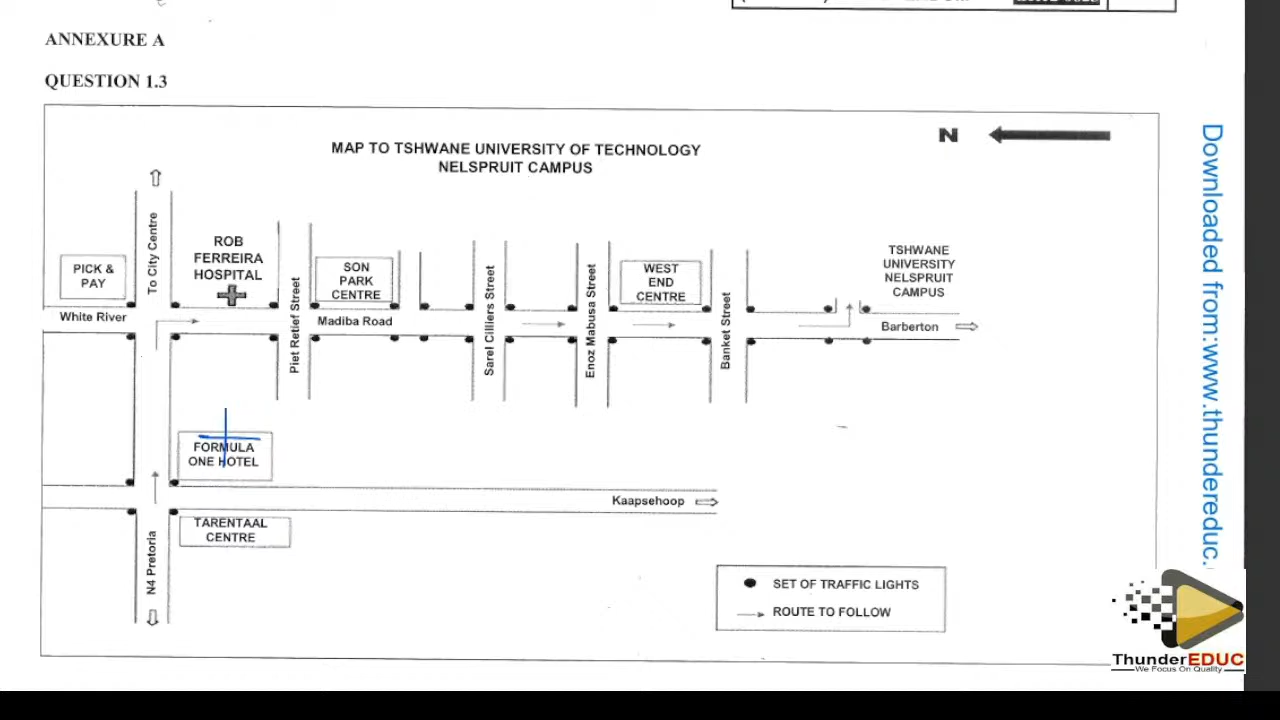 ANNEXURE A
QUESTION 1.3
MAP TO TSHWANE UNIVERSITY OF TECHNOLOGY
NELSPRUIT CAMPUS
N
To City Centre
PICK &
PAY
ROB
FERREIRA
HOSPITAL
SON
PARK
CENTRE
WEST
END
CENTRE
TSHWANE
UNIVERSITY
NELSPRUIT
CAMPUS
White River
Piet Retief Street
Madiba Road
Sarel Cilliers Street
Enoz Mabusa Street
Banket Street
Barberton
FORMULA
ONE HOTEL
Kaapsehoop
TARENTAAL
CENTRE
N4 Pretoria
SET OF TRAFFIC LIGHTS
ROUTE TO FOLLOW
Downloaded from:www.thundereduc.
ThunderEDUC
We Focus On Quality